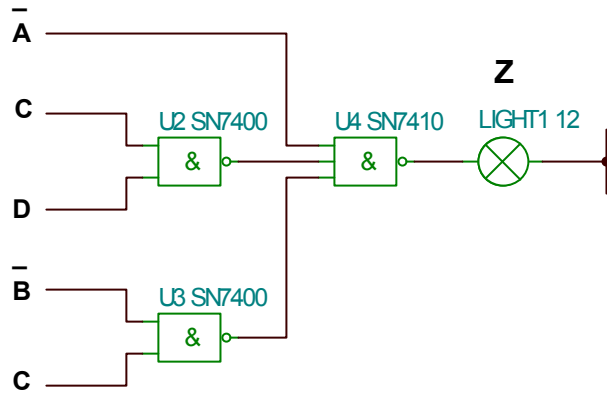 A̅
Z
C
U2 SN7400
U4 SN7410
LIGHT1 12
&
&
D
B̅
U3 SN7400
&
C